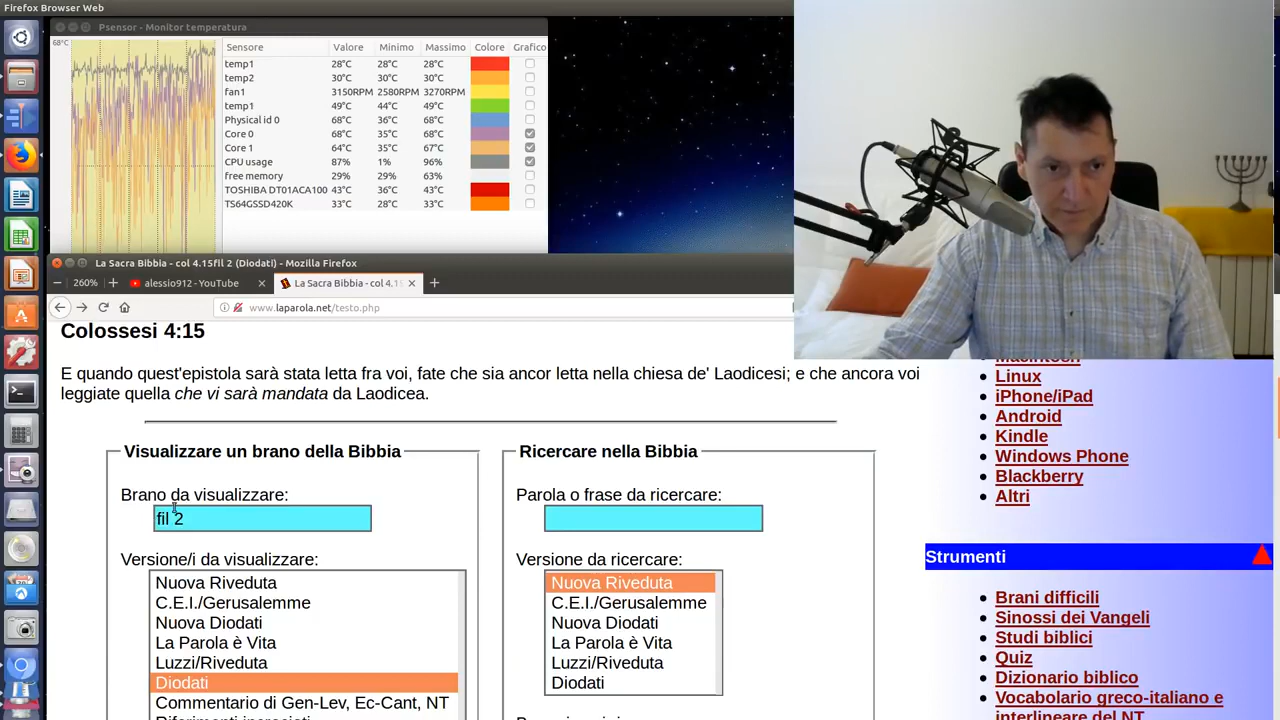 Firefox Browser Web
Psensor - Monitor temperatura
68°C
Sensore Valore Minimo Massimo Colore Grafico
temp1 28°C 28°C 28°C
temp2 30°C 30°C 30°C
fan1 3150RPM 2580RPM 3270RPM
temp1 49°C 44°C 49°C
Physical id 0 68°C 36°C 68°C
Core 0 68°C 35°C 68°C
Core 1 64°C 35°C 67°C
CPU usage 87% 1% 96%
free memory 29% 29% 63%
TOSHIBA DT01ACA100 43°C 36°C 43°C
TS64GSSD420K 33°C 28°C 33°C
La Sacra Bibbia - col 4.15fil 2 (Diodati) - Mozilla Firefox
260% alessio912 - YouTube La Sacra Bibbia - col 4.15
www.laparola.net/testo.php
Colossesi 4:15
E quando quest'epistola sarà stata letta fra voi, fate che sia ancor letta nella chiesa de' Laodicesi; e che ancora voi
leggiate quella che vi sarà mandata da Laodicea.
Visualizzare un brano della Bibbia
Brano da visualizzare:
fil 2
Versione/i da visualizzare:
Nuova Riveduta
C.E.I./Gerusalemme
Nuova Diodati
La Parola è Vita
Luzzi/Riveduta
Diodati
Commentario di Gen-Lev, Ec-Cant, NT
Riferimenti incrociati
Ricercare nella Bibbia
Parola o frase da ricercare:
Versione da ricercare:
Nuova Riveduta
C.E.I./Gerusalemme
Nuova Diodati
La Parola è Vita
Luzzi/Riveduta
Diodati
Macintosh
Linux
iPhone/iPad
Android
Kindle
Windows Phone
Blackberry
Altri
Strumenti
Brani difficili
Sinossi dei Vangeli
Studi biblici
Quiz
Dizionario biblico
Vocabolario greco-italiano e
interlineare del NT